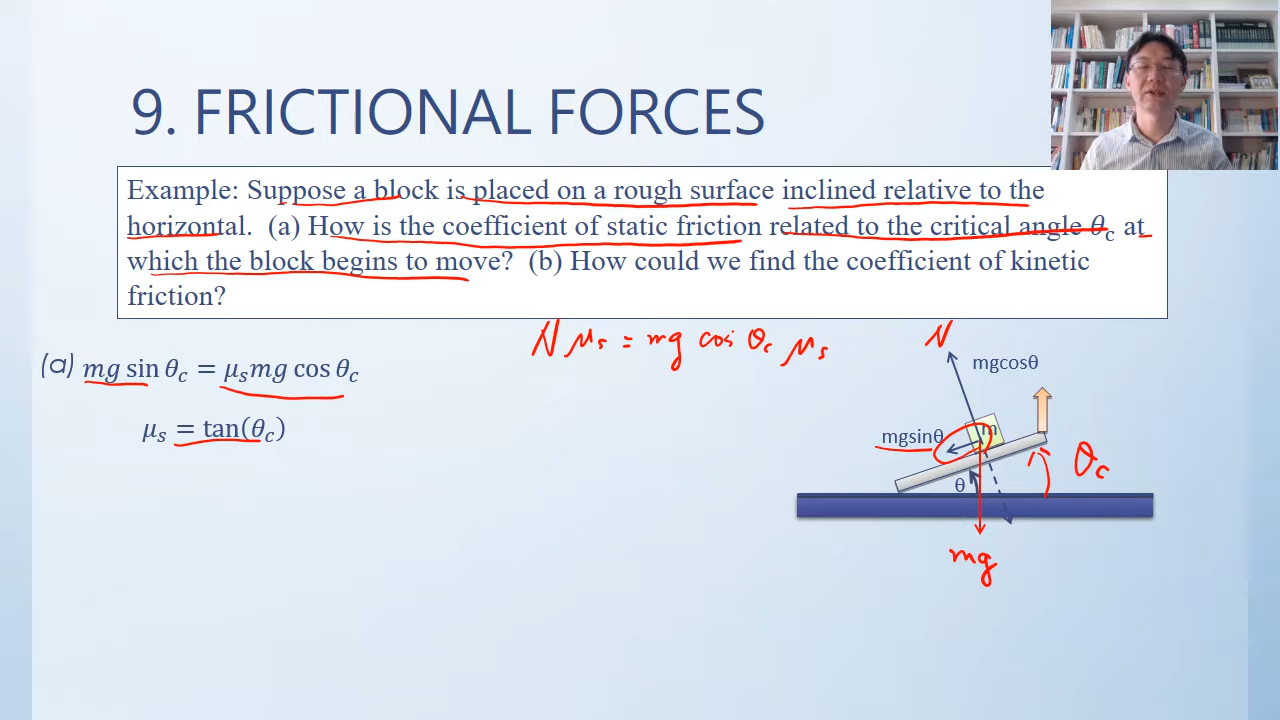 9. FRICTIONAL FORCES
Example: Suppose a block is placed on a rough surface inclined relative to the
horizontal. (a) How is the coefficient of static friction related to the critical angle θc at
which the block begins to move? (b) How could we find the coefficient of kinetic
friction?
N μs = mg cos θc μs
(a) mg sin θc = μs mg cos θc
μs = tan(θc)
N
mgcosθ
m
mgsinθ
θc
θ
mg